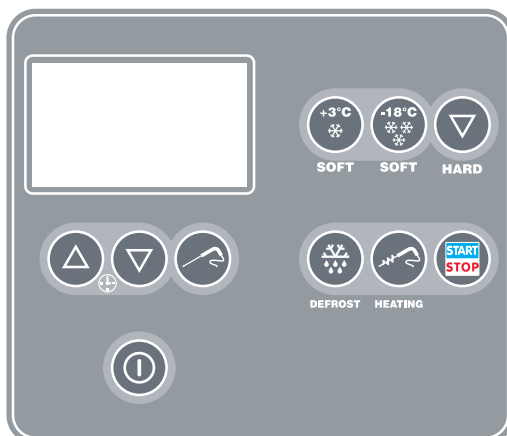 +3°C -18°C
SOFT SOFT HARD
START
STOP
DEFROST HEATING